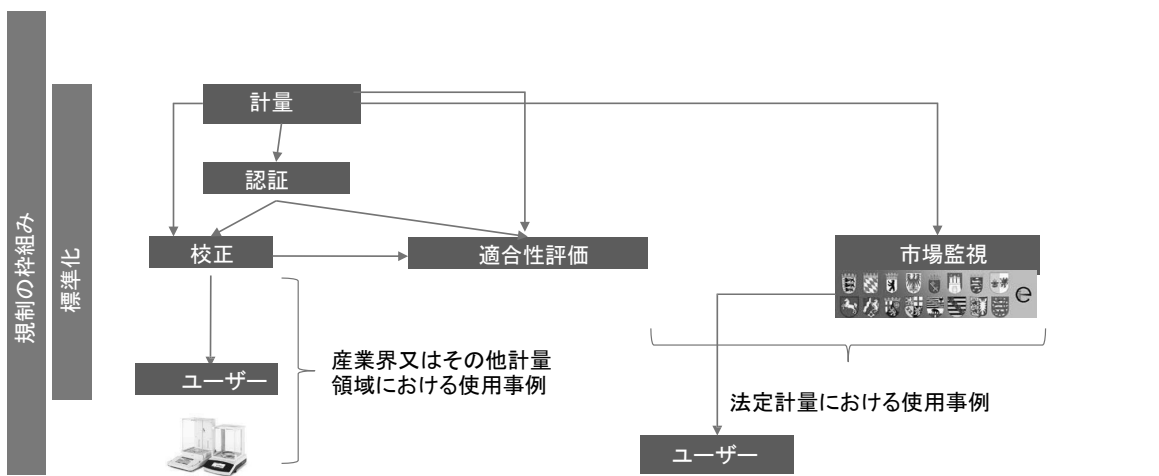 規制の枠組み
標準化
計量
認証
校正
適合性評価
市場監視
e
ユーザー
産業界又はその他計量
領域における使用事例
法定計量における使用事例
ユーザー